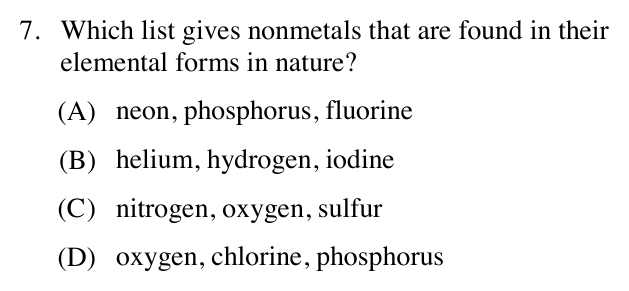 7. Which list gives nonmetals that are found in their
elemental forms in nature?
(A) neon, phosphorus, fluorine
(B) helium, hydrogen, iodine
(C) nitrogen, oxygen, sulfur
(D) oxygen, chlorine, phosphorus